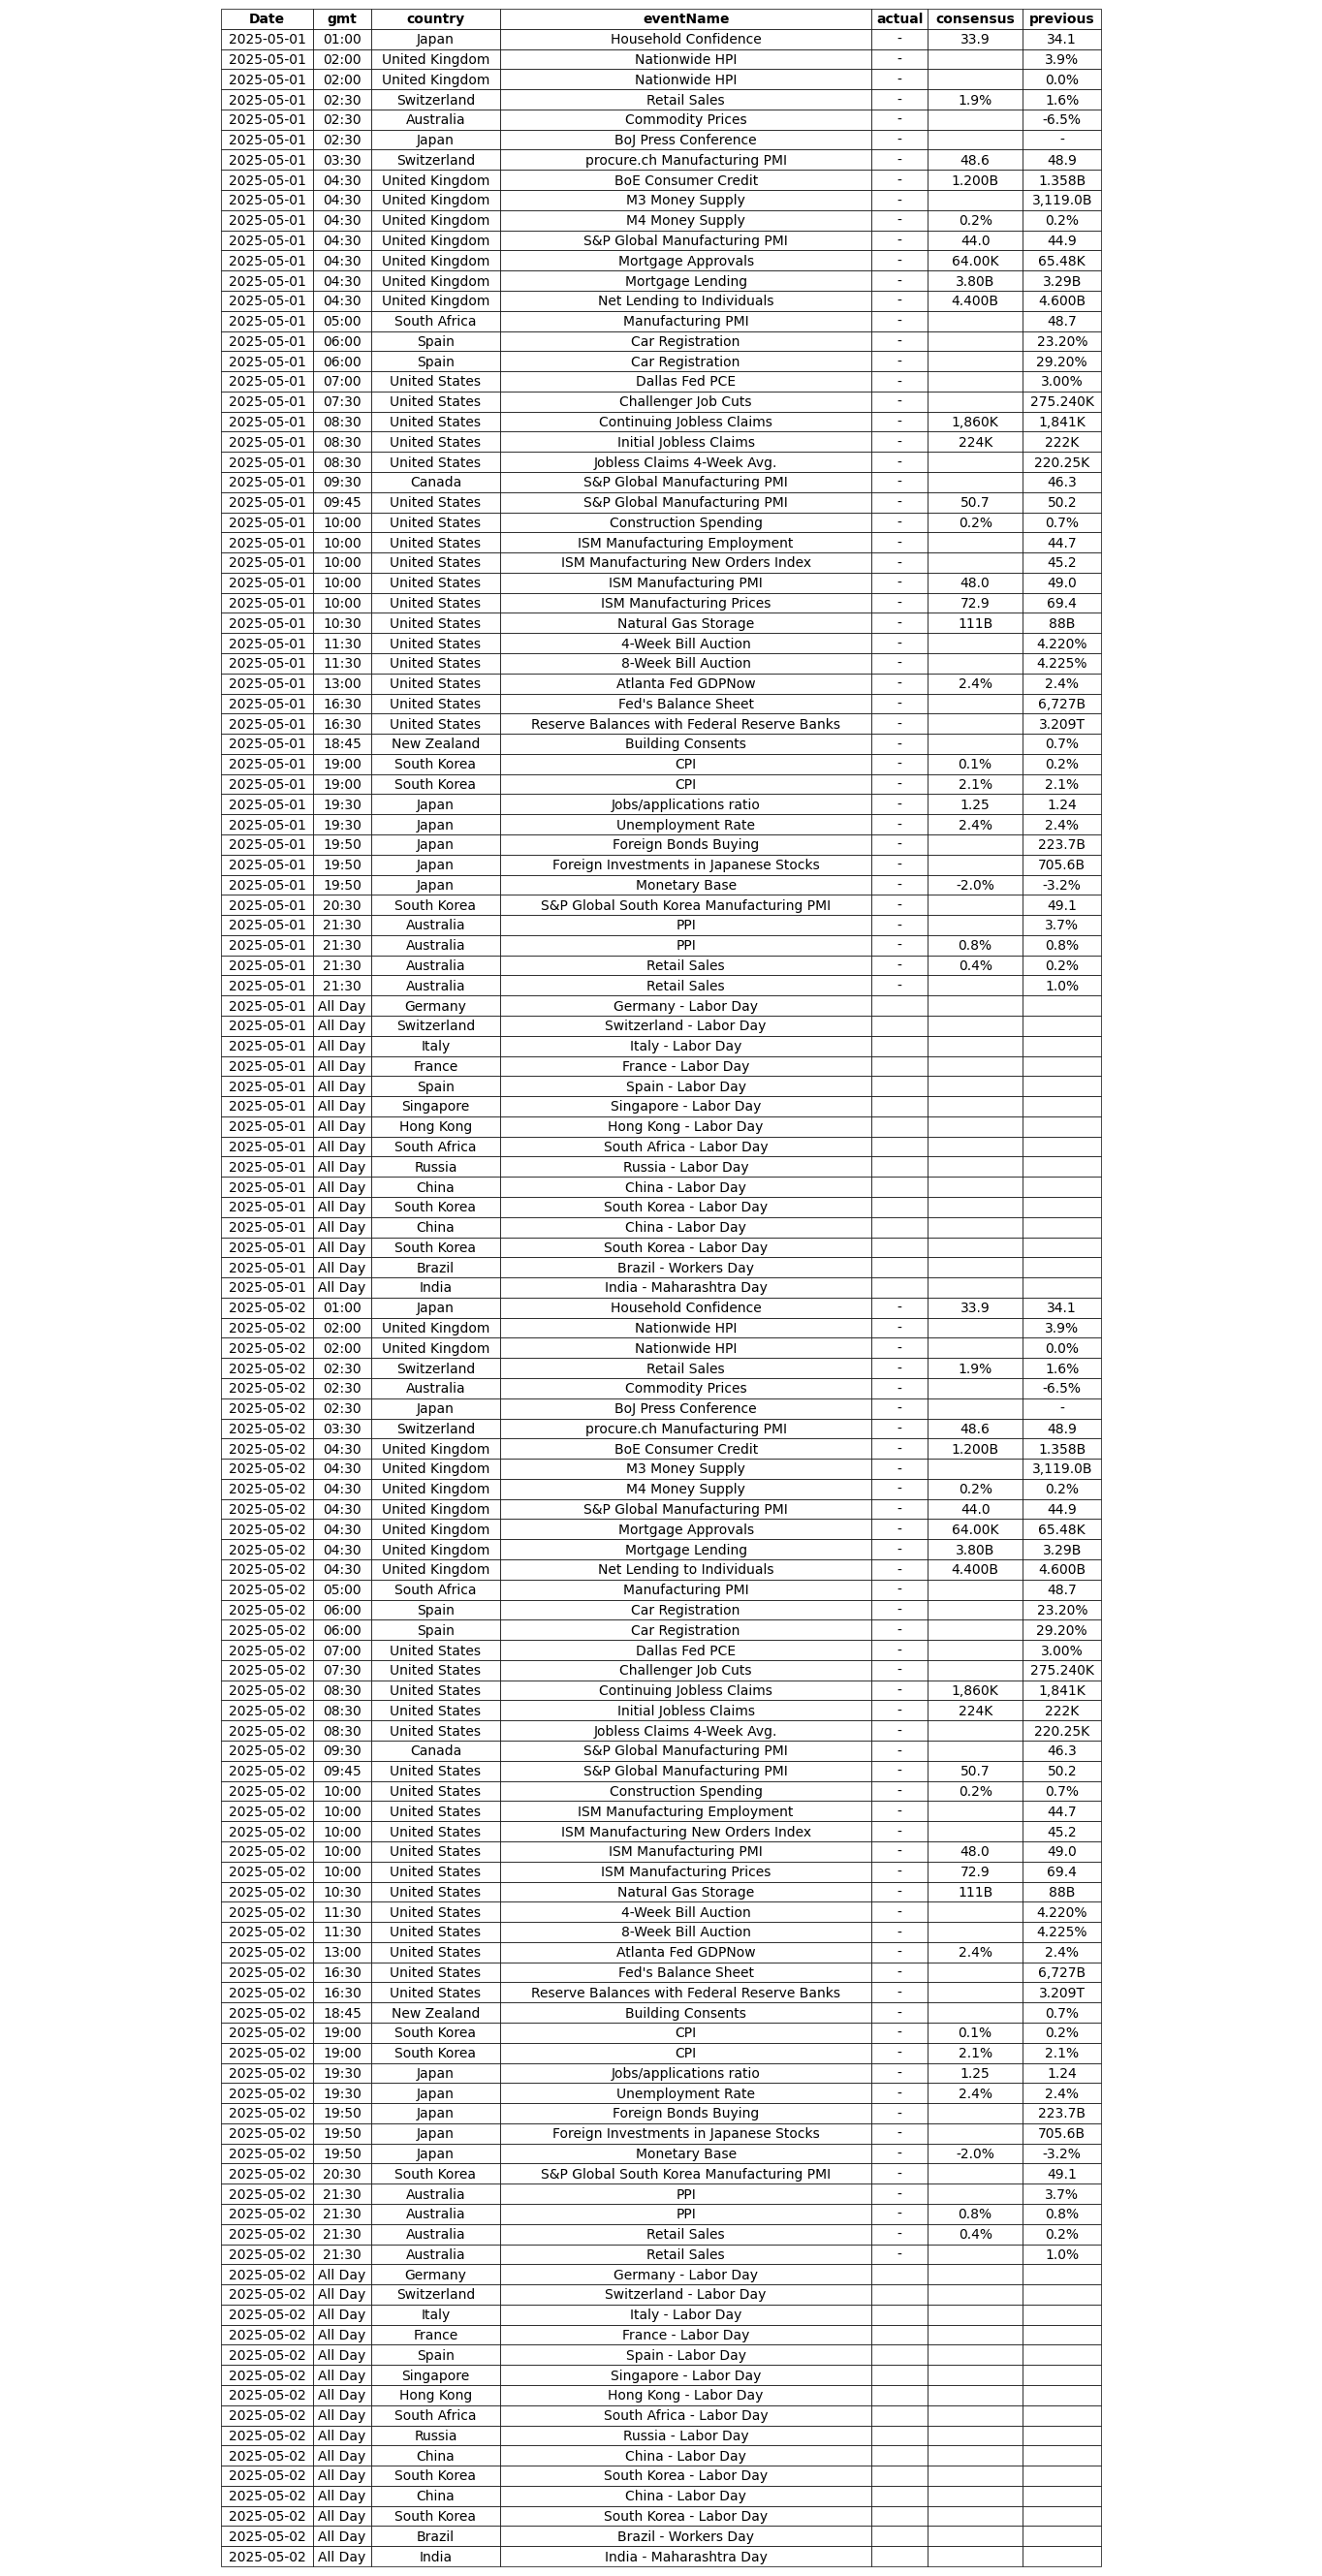 Date gmt country eventName actual consensus previous
2025-05-01 01:00 Japan Household Confidence - 33.9 34.1
2025-05-01 02:00 United Kingdom Nationwide HPI - 3.9%
2025-05-01 02:00 United Kingdom Nationwide HPI - 0.0%
2025-05-01 02:30 Switzerland Retail Sales - 1.9% 1.6%
2025-05-01 02:30 Australia Commodity Prices - -6.5%
2025-05-01 02:30 Japan BoJ Press Conference - -
2025-05-01 03:30 Switzerland procure.ch Manufacturing PMI - 48.6 48.9
2025-05-01 04:30 United Kingdom BoE Consumer Credit - 1.200B 1.358B
2025-05-01 04:30 United Kingdom M3 Money Supply - 3,119.0B
2025-05-01 04:30 United Kingdom M4 Money Supply - 0.2% 0.2%
2025-05-01 04:30 United Kingdom S&P Global Manufacturing PMI - 44.0 44.9
2025-05-01 04:30 United Kingdom Mortgage Approvals - 64.00K 65.48K
2025-05-01 04:30 United Kingdom Mortgage Lending - 3.80B 3.29B
2025-05-01 04:30 United Kingdom Net Lending to Individuals - 4.400B 4.600B
2025-05-01 05:00 South Africa Manufacturing PMI - 48.7
2025-05-01 06:00 Spain Car Registration - 23.20%
2025-05-01 06:00 Spain Car Registration - 29.20%
2025-05-01 07:00 United States Dallas Fed PCE - 3.00%
2025-05-01 07:30 United States Challenger Job Cuts - 275.240K
2025-05-01 08:30 United States Continuing Jobless Claims - 1,860K 1,841K
2025-05-01 08:30 United States Initial Jobless Claims - 224K 222K
2025-05-01 08:30 United States Jobless Claims 4-Week Avg. - 220.25K
2025-05-01 09:30 Canada S&P Global Manufacturing PMI - 46.3
2025-05-01 09:45 United States S&P Global Manufacturing PMI - 50.7 50.2
2025-05-01 10:00 United States Construction Spending - 0.2% 0.7%
2025-05-01 10:00 United States ISM Manufacturing Employment - 44.7
2025-05-01 10:00 United States ISM Manufacturing New Orders Index - 45.2
2025-05-01 10:00 United States ISM Manufacturing PMI - 48.0 49.0
2025-05-01 10:00 United States ISM Manufacturing Prices - 72.9 69.4
2025-05-01 10:30 United States Natural Gas Storage - 111B 88B
2025-05-01 11:30 United States 4-Week Bill Auction - 4.220%
2025-05-01 11:30 United States 8-Week Bill Auction - 4.225%
2025-05-01 13:00 United States Atlanta Fed GDPNow - 2.4% 2.4%
2025-05-01 16:30 United States Fed's Balance Sheet - 6,727B
2025-05-01 16:30 United States Reserve Balances with Federal Reserve Banks - 3.209T
2025-05-01 18:45 New Zealand Building Consents - 0.7%
2025-05-01 19:00 South Korea CPI - 0.1% 0.2%
2025-05-01 19:00 South Korea CPI - 2.1% 2.1%
2025-05-01 19:30 Japan Jobs/applications ratio - 1.25 1.24
2025-05-01 19:30 Japan Unemployment Rate - 2.4% 2.4%
2025-05-01 19:50 Japan Foreign Bonds Buying - 223.7B
2025-05-01 19:50 Japan Foreign Investments in Japanese Stocks - 705.6B
2025-05-01 19:50 Japan Monetary Base - -2.0% -3.2%
2025-05-01 20:30 South Korea S&P Global South Korea Manufacturing PMI - 49.1
2025-05-01 21:30 Australia PPI - 3.7%
2025-05-01 21:30 Australia PPI - 0.8% 0.8%
2025-05-01 21:30 Australia Retail Sales - 0.4% 0.2%
2025-05-01 21:30 Australia Retail Sales - 1.0%
2025-05-01 All Day Germany Germany - Labor Day
2025-05-01 All Day Switzerland Switzerland - Labor Day
2025-05-01 All Day Italy Italy - Labor Day
2025-05-01 All Day France France - Labor Day
2025-05-01 All Day Spain Spain - Labor Day
2025-05-01 All Day Singapore Singapore - Labor Day
2025-05-01 All Day Hong Kong Hong Kong - Labor Day
2025-05-01 All Day South Africa South Africa - Labor Day
2025-05-01 All Day Russia Russia - Labor Day
2025-05-01 All Day China China - Labor Day
2025-05-01 All Day South Korea South Korea - Labor Day
2025-05-01 All Day China China - Labor Day
2025-05-01 All Day South Korea South Korea - Labor Day
2025-05-01 All Day Brazil Brazil - Workers Day
2025-05-01 All Day India India - Maharashtra Day
2025-05-02 01:00 Japan Household Confidence - 33.9 34.1
2025-05-02 02:00 United Kingdom Nationwide HPI - 3.9%
2025-05-02 02:00 United Kingdom Nationwide HPI - 0.0%
2025-05-02 02:30 Switzerland Retail Sales - 1.9% 1.6%
2025-05-02 02:30 Australia Commodity Prices - -6.5%
2025-05-02 02:30 Japan BoJ Press Conference - -
2025-05-02 03:30 Switzerland procure.ch Manufacturing PMI - 48.6 48.9
2025-05-02 04:30 United Kingdom BoE Consumer Credit - 1.200B 1.358B
2025-05-02 04:30 United Kingdom M3 Money Supply - 3,119.0B
2025-05-02 04:30 United Kingdom M4 Money Supply - 0.2% 0.2%
2025-05-02 04:30 United Kingdom S&P Global Manufacturing PMI - 44.0 44.9
2025-05-02 04:30 United Kingdom Mortgage Approvals - 64.00K 65.48K
2025-05-02 04:30 United Kingdom Mortgage Lending - 3.80B 3.29B
2025-05-02 04:30 United Kingdom Net Lending to Individuals - 4.400B 4.600B
2025-05-02 05:00 South Africa Manufacturing PMI - 48.7
2025-05-02 06:00 Spain Car Registration - 23.20%
2025-05-02 06:00 Spain Car Registration - 29.20%
2025-05-02 07:00 United States Dallas Fed PCE - 3.00%
2025-05-02 07:30 United States Challenger Job Cuts - 275.240K
2025-05-02 08:30 United States Continuing Jobless Claims - 1,860K 1,841K
2025-05-02 08:30 United States Initial Jobless Claims - 224K 222K
2025-05-02 08:30 United States Jobless Claims 4-Week Avg. - 220.25K
2025-05-02 09:30 Canada S&P Global Manufacturing PMI - 46.3
2025-05-02 09:45 United States S&P Global Manufacturing PMI - 50.7 50.2
2025-05-02 10:00 United States Construction Spending - 0.2% 0.7%
2025-05-02 10:00 United States ISM Manufacturing Employment - 44.7
2025-05-02 10:00 United States ISM Manufacturing New Orders Index - 45.2
2025-05-02 10:00 United States ISM Manufacturing PMI - 48.0 49.0
2025-05-02 10:00 United States ISM Manufacturing Prices - 72.9 69.4
2025-05-02 10:30 United States Natural Gas Storage - 111B 88B
2025-05-02 11:30 United States 4-Week Bill Auction - 4.220%
2025-05-02 11:30 United States 8-Week Bill Auction - 4.225%
2025-05-02 13:00 United States Atlanta Fed GDPNow - 2.4% 2.4%
2025-05-02 16:30 United States Fed's Balance Sheet - 6,727B
2025-05-02 16:30 United States Reserve Balances with Federal Reserve Banks - 3.209T
2025-05-02 18:45 New Zealand Building Consents - 0.7%
2025-05-02 19:00 South Korea CPI - 0.1% 0.2%
2025-05-02 19:00 South Korea CPI - 2.1% 2.1%
2025-05-02 19:30 Japan Jobs/applications ratio - 1.25 1.24
2025-05-02 19:30 Japan Unemployment Rate - 2.4% 2.4%
2025-05-02 19:50 Japan Foreign Bonds Buying - 223.7B
2025-05-02 19:50 Japan Foreign Investments in Japanese Stocks - 705.6B
2025-05-02 19:50 Japan Monetary Base - -2.0% -3.2%
2025-05-02 20:30 South Korea S&P Global South Korea Manufacturing PMI - 49.1
2025-05-02 21:30 Australia PPI - 3.7%
2025-05-02 21:30 Australia PPI - 0.8% 0.8%
2025-05-02 21:30 Australia Retail Sales - 0.4% 0.2%
2025-05-02 21:30 Australia Retail Sales - 1.0%
2025-05-02 All Day Germany Germany - Labor Day
2025-05-02 All Day Switzerland Switzerland - Labor Day
2025-05-02 All Day Italy Italy - Labor Day
2025-05-02 All Day France France - Labor Day
2025-05-02 All Day Spain Spain - Labor Day
2025-05-02 All Day Singapore Singapore - Labor Day
2025-05-02 All Day Hong Kong Hong Kong - Labor Day
2025-05-02 All Day South Africa South Africa - Labor Day
2025-05-02 All Day Russia Russia - Labor Day
2025-05-02 All Day China China - Labor Day
2025-05-02 All Day South Korea South Korea - Labor Day
2025-05-02 All Day China China - Labor Day
2025-05-02 All Day South Korea South Korea - Labor Day
2025-05-02 All Day Brazil Brazil - Workers Day
2025-05-02 All Day India India - Maharashtra Day